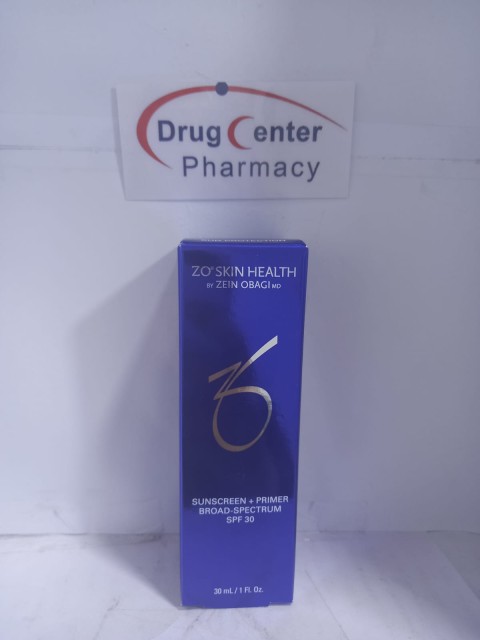 Drug Center
Pharmacy
ZO® SKIN HEALTH
BY ZEIN OBAGI MD
SUNSCREEN + PRIMER
BROAD-SPECTRUM
SPF 30
30 mL / 1 Fl. Oz.